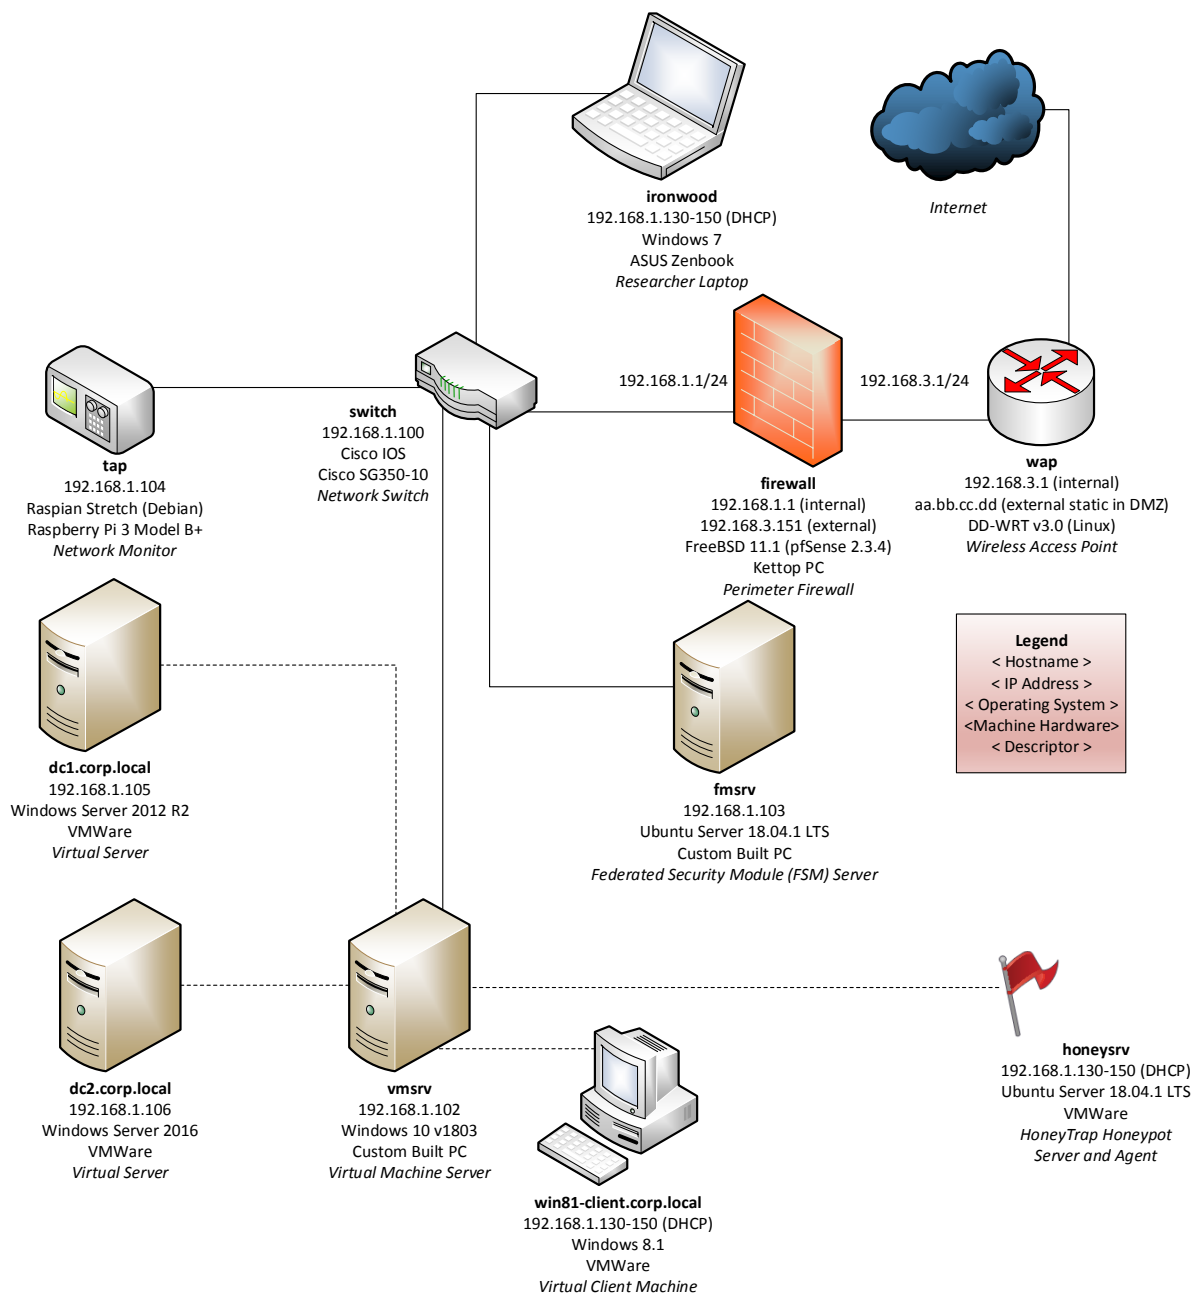 ironwood
192.168.1.130-150 (DHCP)
Windows 7
ASUS Zenbook
Researcher Laptop
Internet
192.168.1.1/24
192.168.3.1/24
switch
192.168.1.100
Cisco IOS
Cisco SG350-10
Network Switch
tap
192.168.1.104
Raspian Stretch (Debian)
Raspberry Pi 3 Model B+
Network Monitor
firewall
192.168.1.1 (internal)
192.168.3.151 (external)
FreeBSD 11.1 (pfSense 2.3.4)
Kettop PC
Perimeter Firewall
wap
192.168.3.1 (internal)
aa.bb.cc.dd (external static in DMZ)
DD-WRT v3.0 (Linux)
Wireless Access Point
Legend
< Hostname >
< IP Address >
< Operating System >
<Machine Hardware>
< Descriptor >
dc1.corp.local
192.168.1.105
Windows Server 2012 R2
VMWare
Virtual Server
fmsrv
192.168.1.103
Ubuntu Server 18.04.1 LTS
Custom Built PC
Federated Security Module (FSM) Server
dc2.corp.local
192.168.1.106
Windows Server 2016
VMWare
Virtual Server
vmsrv
192.168.1.102
Windows 10 v1803
Custom Built PC
Virtual Machine Server
honeysrv
192.168.1.130-150 (DHCP)
Ubuntu Server 18.04.1 LTS
VMWare
HoneyTrap Honeypot
Server and Agent
win81-client.corp.local
192.168.1.130-150 (DHCP)
Windows 8.1
VMWare
Virtual Client Machine